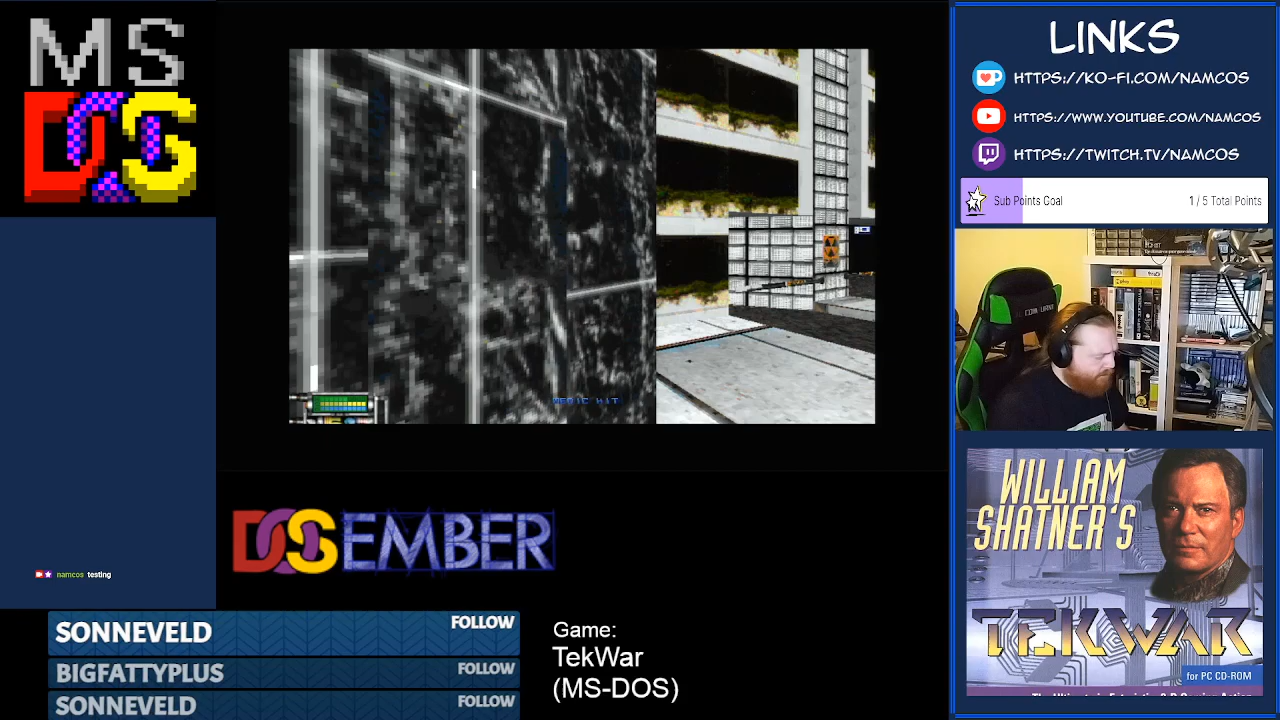 MS
DOS
MEDIC KIT
LINKS
HTTPS://KO-FI.COM/NAMCOS
HTTPS://WWW.YOUTUBE.COM/NAMCOS
HTTPS://TWITCH.TV/NAMCOS
Sub Points Goal
1 / 5 Total Points
WILLIAM
SHATNER'S
TEKWAR
for PC CD-ROM
DOSEMBER
namcos testing
SONNEVELD
FOLLOW
BIGFATTYPLUS
FOLLOW
SONNEVELD
FOLLOW
Game:
TekWar
(MS-DOS)